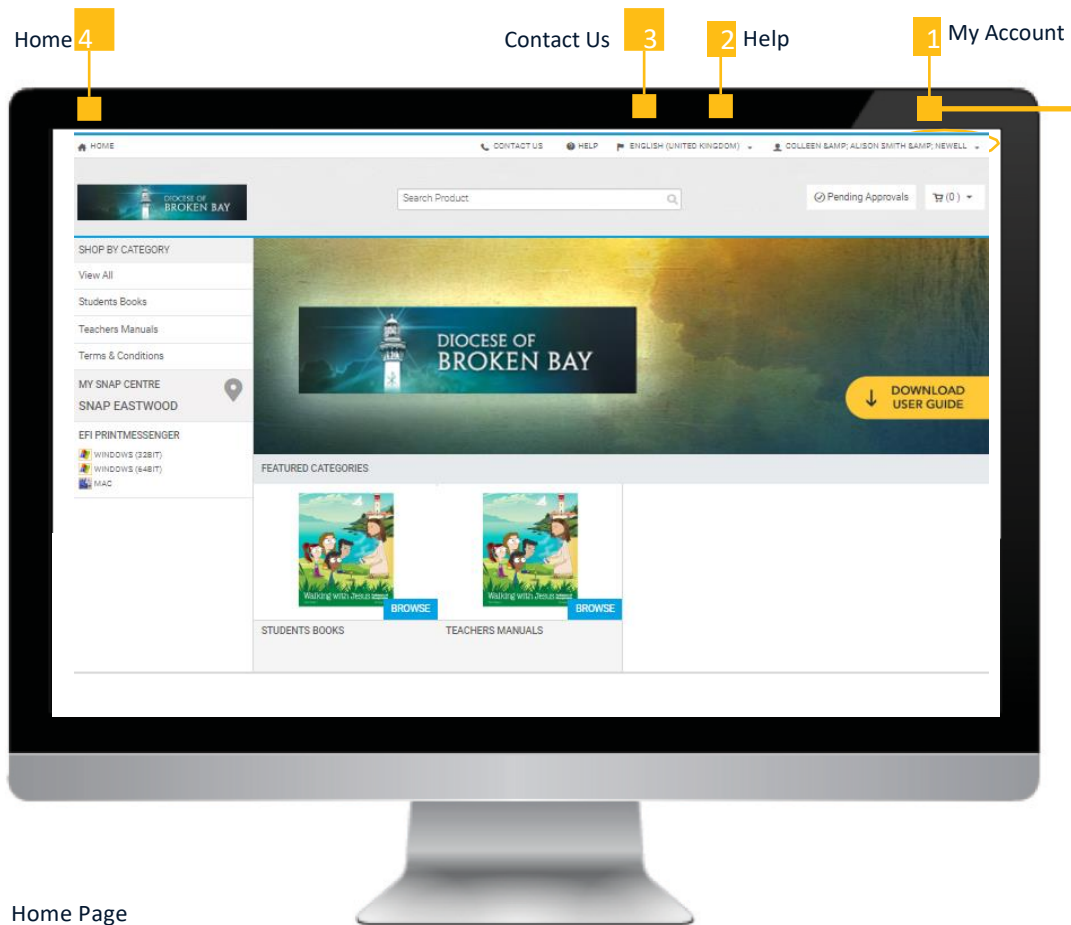 Home 4
Contact Us 3
2 Help
1 My Account
HOME
CONTACT US
HELP
ENGLISH (UNITED KINGDOM)
COLLEEN &AMP; ALISON SMITH &AMP; NEWELL
DIOCESE OF
BROKEN BAY
Search Product
Pending Approvals
(0)
SHOP BY CATEGORY
View All
Students Books
Teachers Manuals
Terms & Conditions
MY SNAP CENTRE
SNAP EASTWOOD
EFI PRINTMESSENGER
WINDOWS (32BIT)
WINDOWS (64BIT)
MAC
DIOCESE OF
BROKEN BAY
DOWNLOAD
USER GUIDE
FEATURED CATEGORIES
Walking with Jesus
BROWSE
STUDENTS BOOKS
Walking with Jesus
BROWSE
TEACHERS MANUALS
Home Page